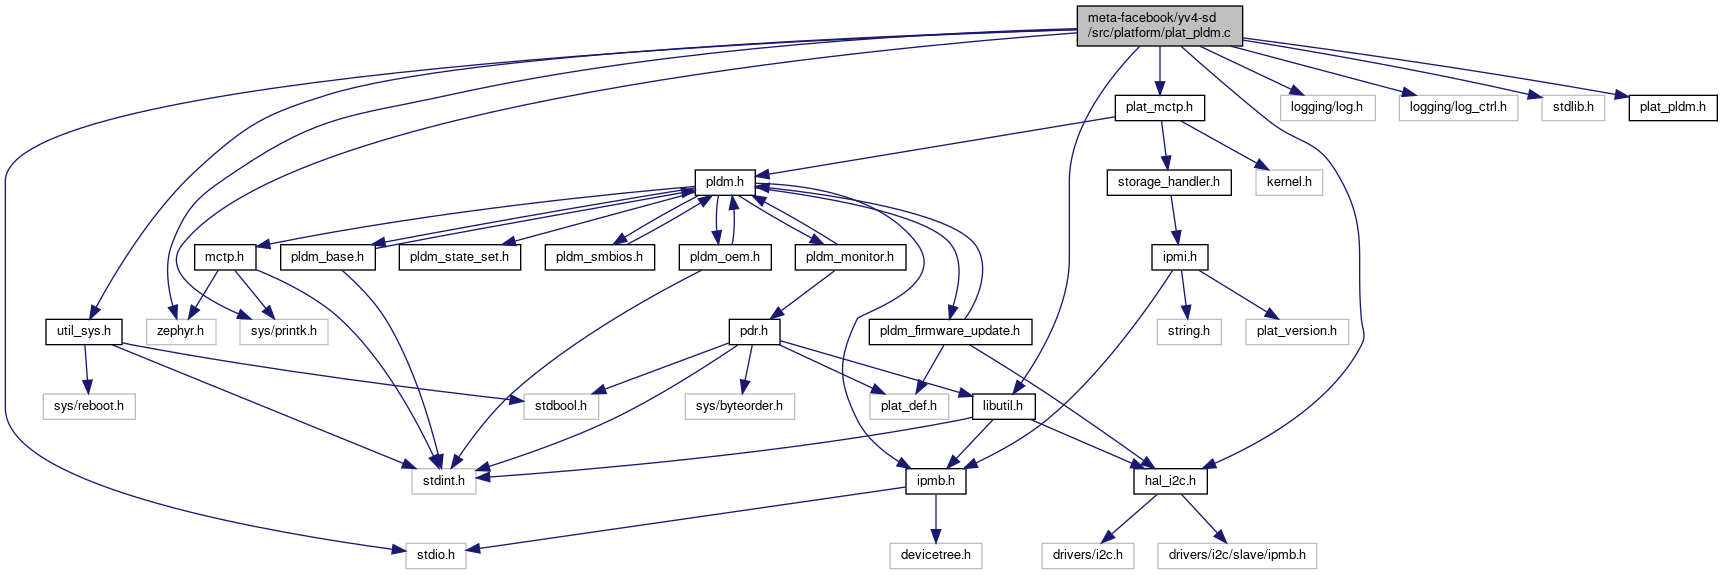 meta-facebook/yv4-sd
/src/platform/plat_pldm.c
plat_mctp.h
logging/log.h
logging/log_ctrl.h
stdlib.h
plat_pldm.h
pldm.h
storage_handler.h
kernel.h
mctp.h
pldm_base.h
pldm_state_set.h
pldm_smbios.h
pldm_oem.h
pldm_monitor.h
ipmi.h
util_sys.h
zephyr.h
sys/printk.h
pdr.h
pldm_firmware_update.h
string.h
plat_version.h
sys/reboot.h
stdbool.h
sys/byteorder.h
plat_def.h
libutil.h
stdint.h
ipmb.h
hal_i2c.h
stdio.h
devicetree.h
drivers/i2c.h
drivers/i2c/slave/ipmb.h